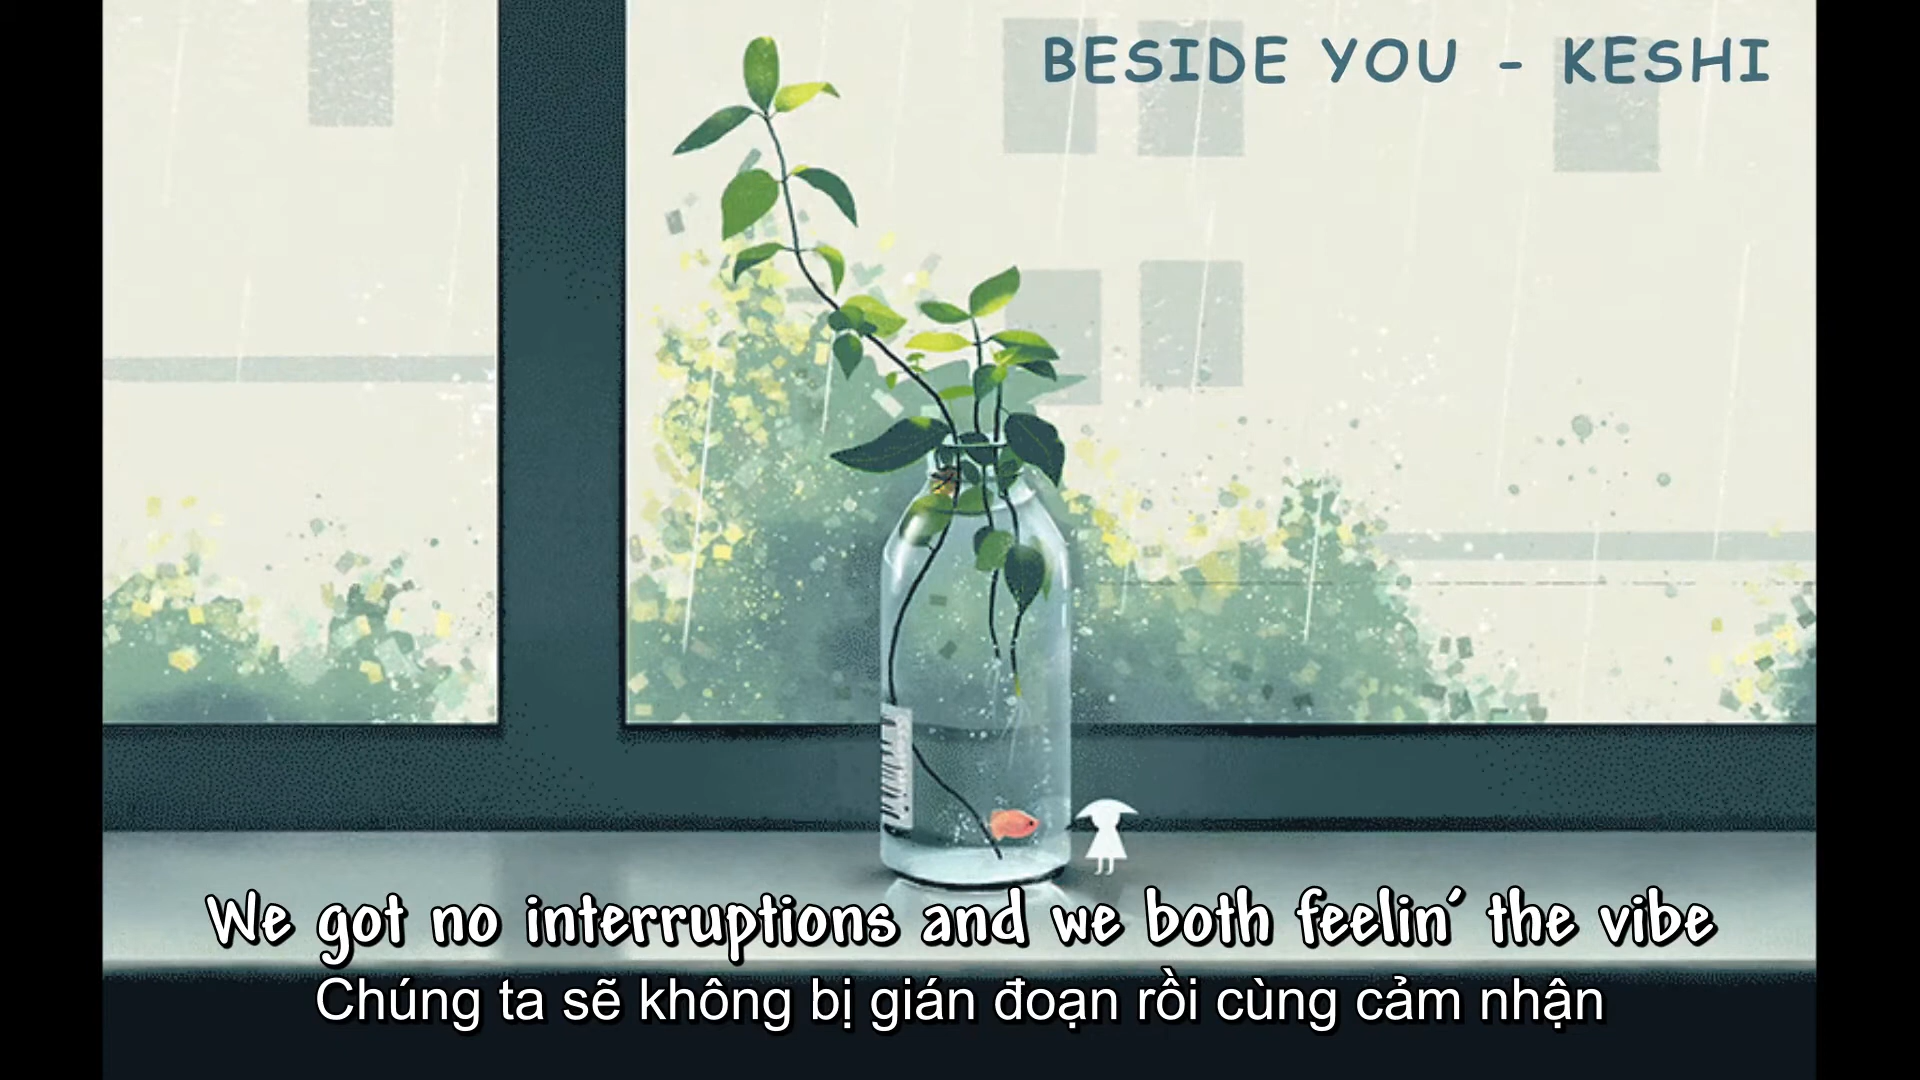 BESIDE YOU - KESHI
We got no interruptions and we both feelin' the vibe
Chúng ta sẽ không bị gián đoạn rồi cùng cảm nhận